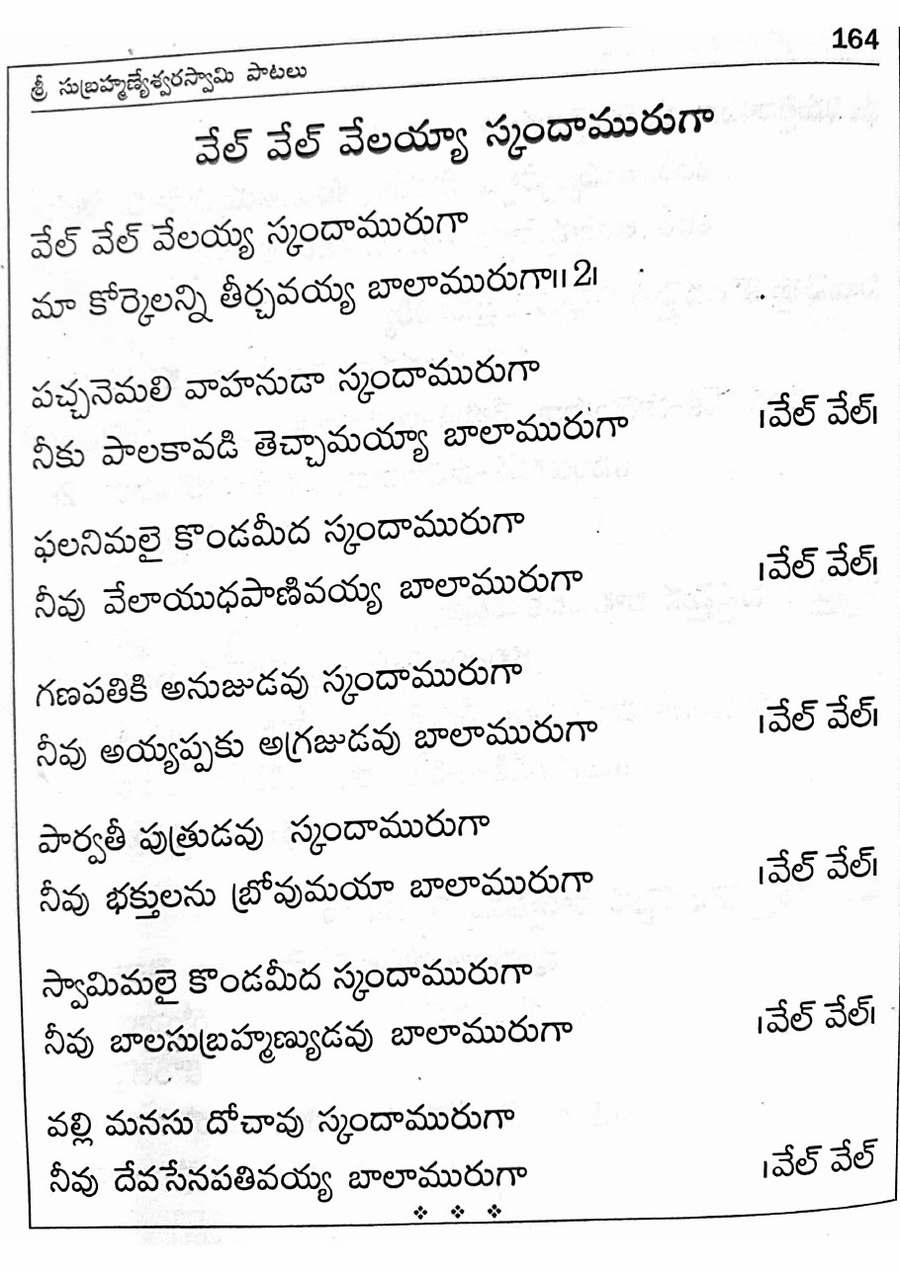 164
శ్రీ సుబ్రహ్మణ్యేశ్వరస్వామి పాటలు
వేల్ వేల్ వేలయ్యా స్కందామురుగా
వేల్ వేల్ వేలయ్య స్కందామురుగా
మా కోర్కెలన్ని తీర్చవయ్య బాలామురుగా॥ 2।
పచ్చనెమలి వాహనుడా స్కందామురుగా
నీకు పాలకావడి తెచ్చామయ్యా బాలామురుగా ।వేల్ వేల్।
ఫలనిమలై కొండమీద స్కందామురుగా
నీవు వేలాయుధపాణివయ్య బాలామురుగా ।వేల్ వేల్।
గణపతికి అనుజుడవు స్కందామురుగా
నీవు అయ్యప్పకు అగ్రజుడవు బాలామురుగా ।వేల్ వేల్।
పార్వతీ పుత్రుడవు స్కందామురుగా
నీవు భక్తులను బ్రోవుమయా బాలామురుగా ।వేల్ వేల్।
స్వామిమలై కొండమీద స్కందామురుగా
నీవు బాలసుబ్రహ్మణ్యుడవు బాలామురుగా ।వేల్ వేల్।
వల్లి మనసు దోచావు స్కందామురుగా
నీవు దేవసేనపతివయ్య బాలామురుగా ।వేల్ వేల్